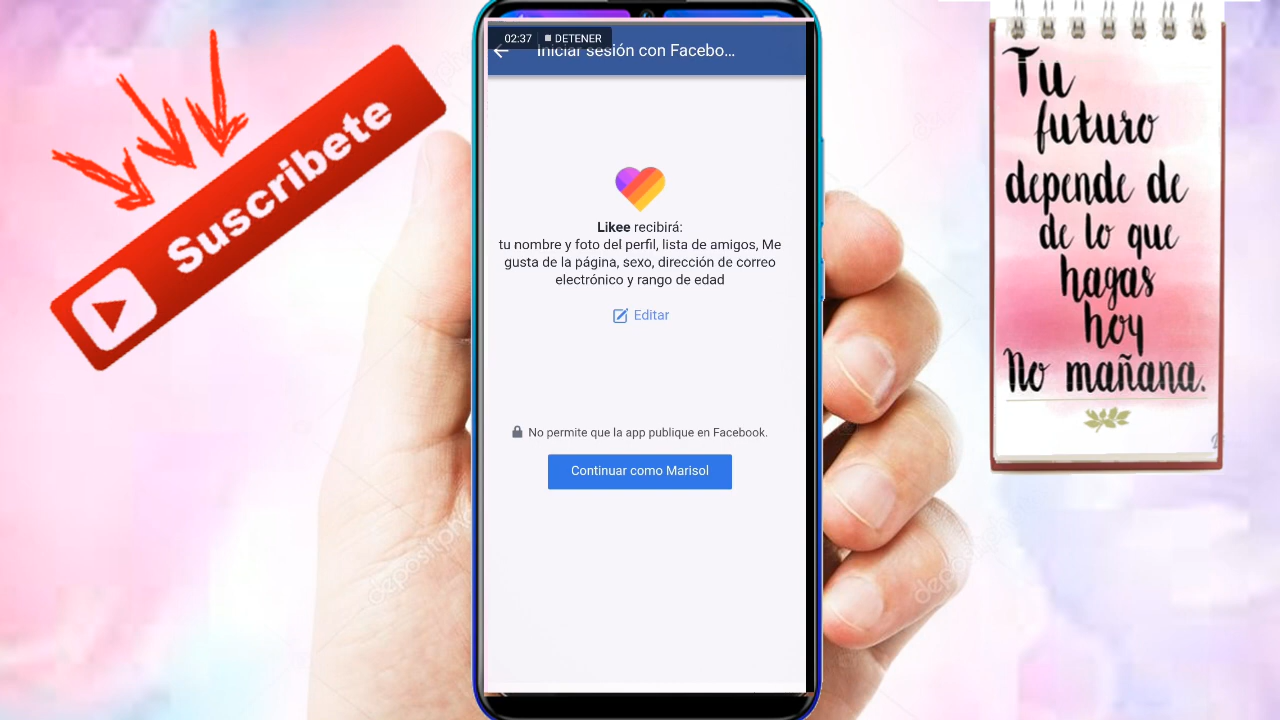 Suscribete
02:37 DETENER
Iniciar sesión con Facebo...
Likee recibirá:
tu nombre y foto del perfil, lista de amigos, Me
gusta de la página, sexo, dirección de correo
electrónico y rango de edad
Editar
No permite que la app publique en Facebook.
Continuar como Marisol
Tu
futuro
depende de
de lo que
hagas
hoy
No mañana.